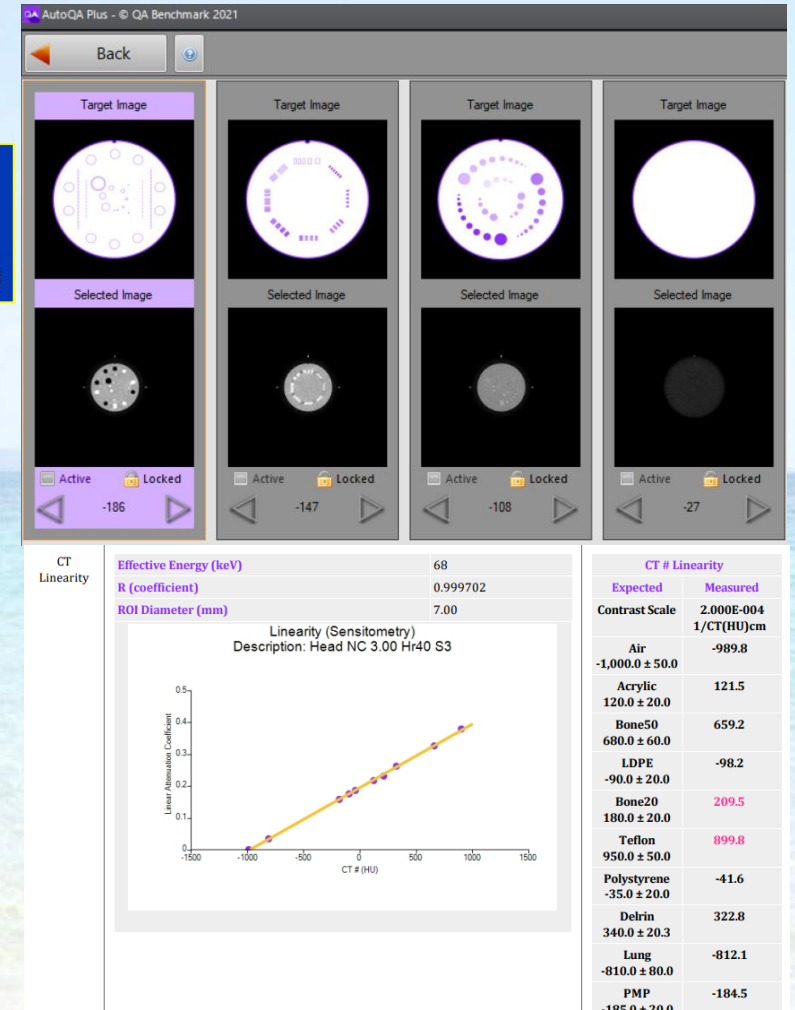 AutoQA Plus - © QA Benchmark 2021
Back
Target Image
Target Image
Target Image
Target Image
Selected Image
Selected Image
Selected Image
Selected Image
Active Locked
Active Locked
Active Locked
Active Locked
-186
-147
-108
-27
CT
Linearity
Effective Energy (keV) 68
R (coefficient) 0.999702
ROI Diameter (mm) 7.00
Linearity (Sensitometry)
Description: Head NC 3.00 Hr40 S3
Linear Attenuation Coefficient
0.5
0.4
0.3
0.2
0.1
0
-1500 -1000 -500 0 500 1000 1500
CT # (HU)
CT # Linearity
Expected Measured
Contrast Scale 2.000E-004
1/CT(HU)cm
Air -989.8
-1,000.0 ± 50.0
Acrylic 121.5
120.0 ± 20.0
Bone50 659.2
680.0 ± 60.0
LDPE -98.2
-90.0 ± 20.0
Bone20 209.5
180.0 ± 20.0
Teflon 899.8
950.0 ± 50.0
Polystyrene -41.6
-35.0 ± 20.0
Delrin 322.8
340.0 ± 20.3
Lung -812.1
-810.0 ± 80.0
PMP -184.5
-185.0 ± 20.0